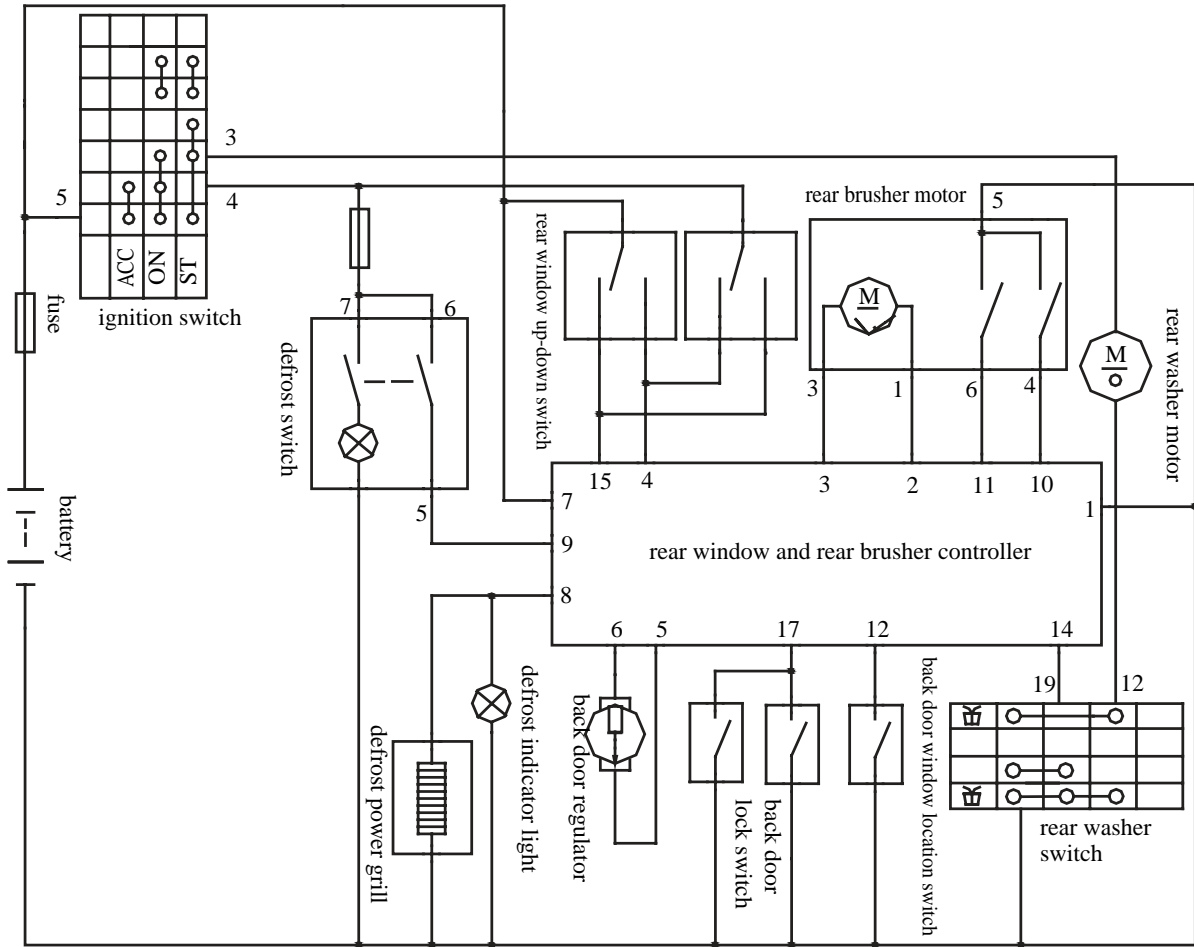 3
4
5
ACC
ON
ST
ignition switch
fuse
battery
7
6
defrost switch
5
rear window up-down switch
rear brusher motor
5
M
3
1
6
4
M
rear washer motor
15
4
3
2
11
10
7
1
9
rear window and rear brusher controller
8
6
5
17
12
14
defrost power grill
defrost indicator light
back door regulator
back door
lock switch
back door window location switch
19
12
rear washer
switch